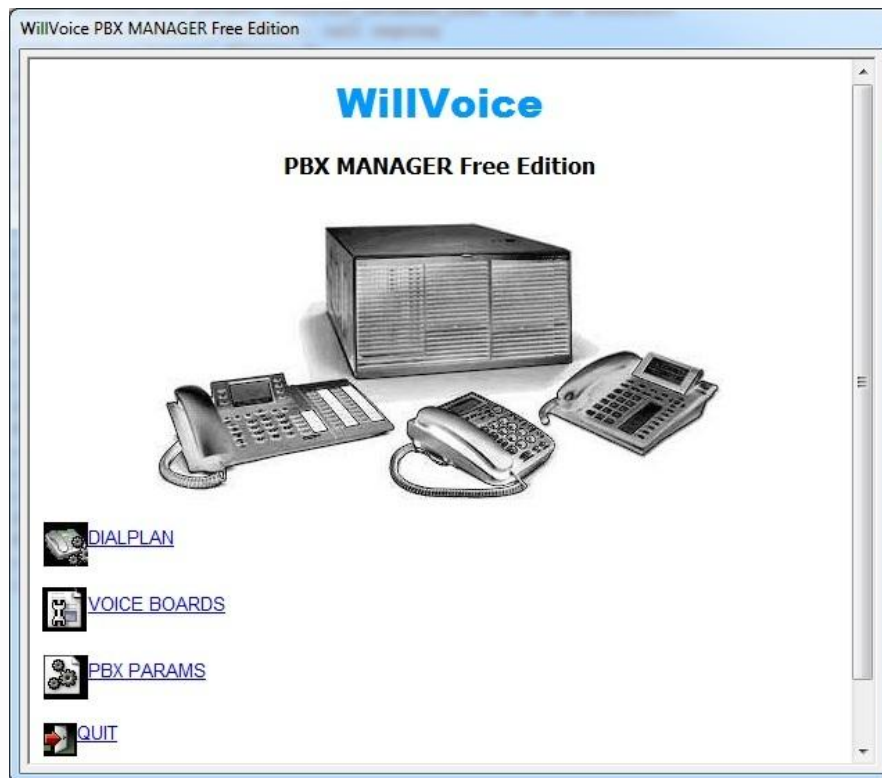 WillVoice PBX MANAGER Free Edition
WillVoice
PBX MANAGER Free Edition
DIALPLAN
VOICE BOARDS
PBX PARAMS
QUIT